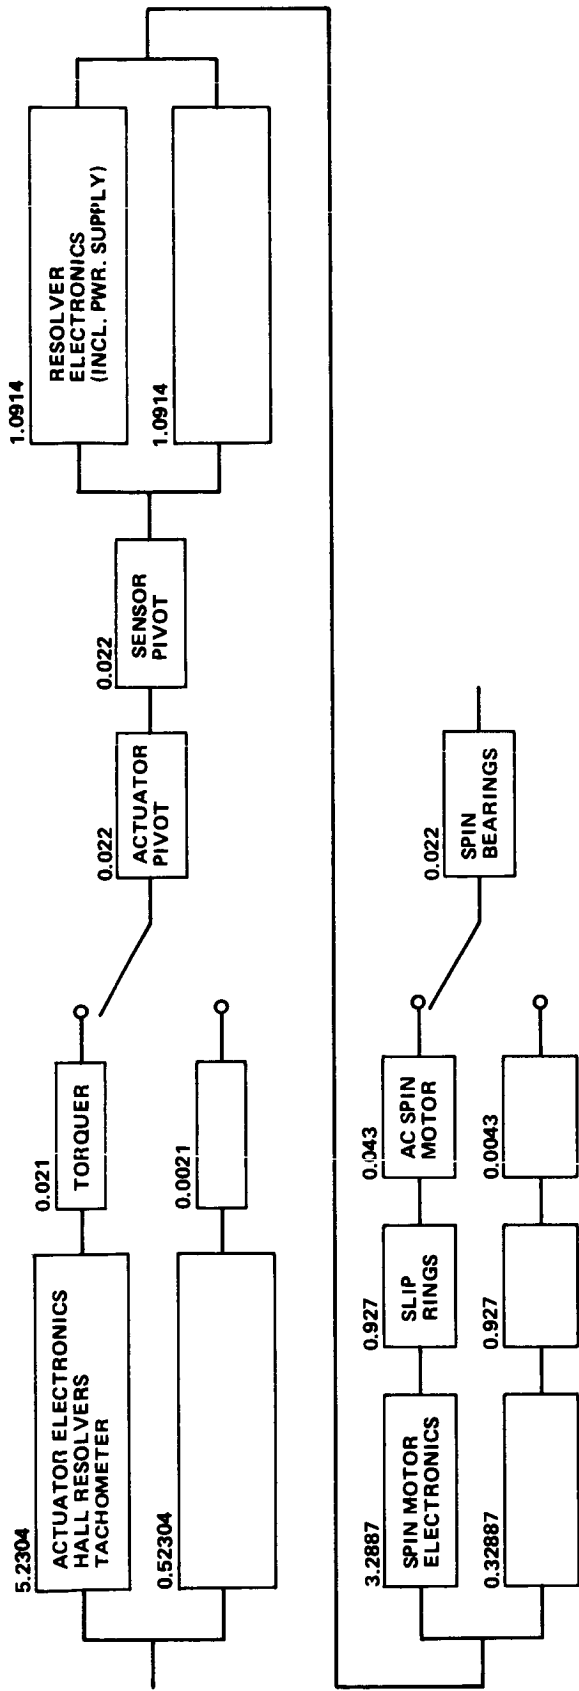 5.2304
ACTUATOR ELECTRONICS
HALL RESOLVERS
TACHOMETER
0.021
TORQUER
0.52304
0.0021
0.022
ACTUATOR
PIVOT
0.022
SENSOR
PIVOT
1.0914
RESOLVER
ELECTRONICS
(INCL. PWR. SUPPLY)
1.0914
3.2887
SPIN MOTOR
ELECTRONICS
0.927
SLIP
RINGS
0.043
AC SPIN
MOTOR
0.32887
0.927
0.0043
0.022
SPIN
BEARINGS